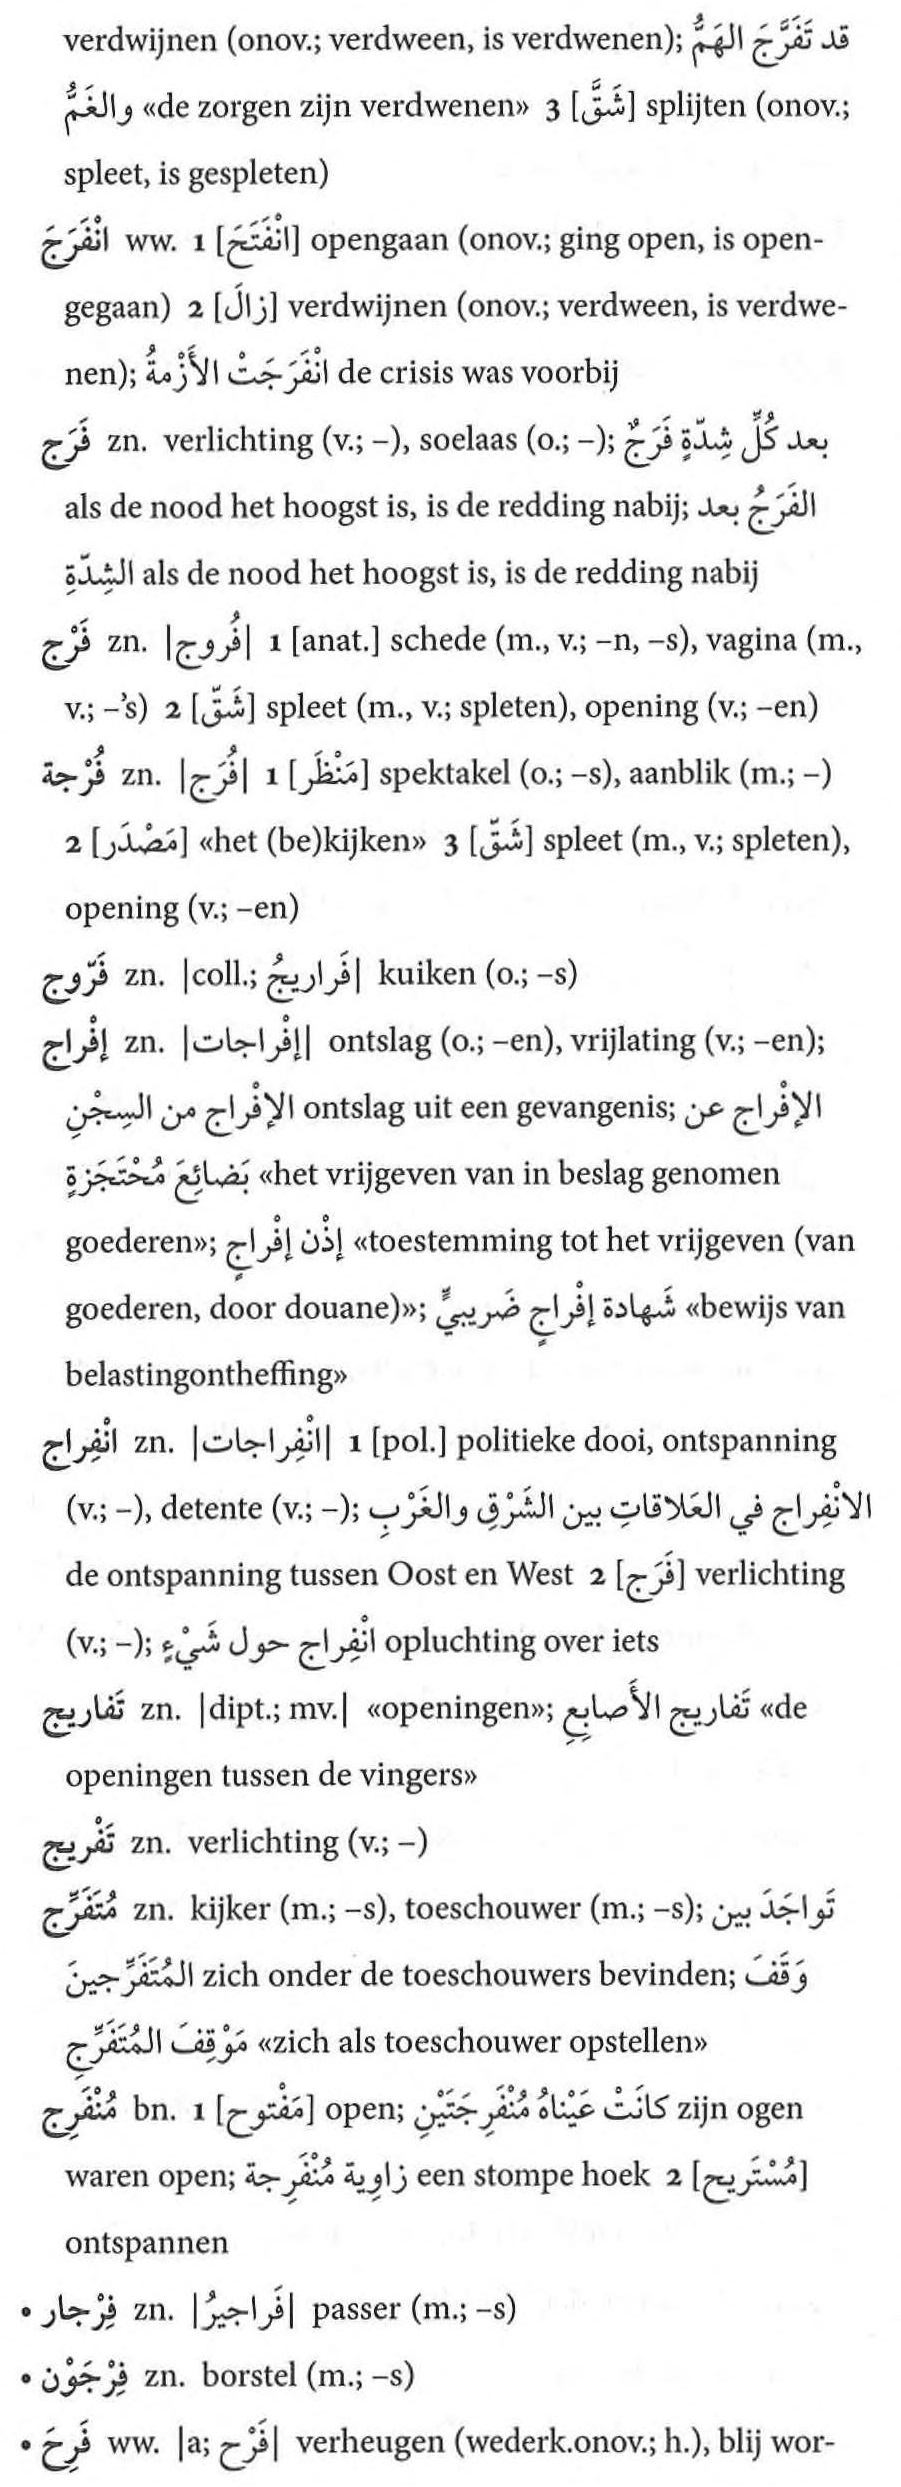 verdwijnen (onov.; verdween, is verdwenen); قد تَفَرَّجَ الهَمُّ
والغَمُّ «de zorgen zijn verdwenen» 3 [شَقَّ] splijten (onov.;
spleet, is gespleten)
انْفَرَجَ ww. 1 [انْفَتَحَ] opengaan (onov.; ging open, is open-
gegaan) 2 [زالَ] verdwijnen (onov.; verdween, is verdwe-
nen); انْفَرَجَتْ الأَزْمةُ de crisis was voorbij
فَرَج zn. verlichting (v.; –), soelaas (o.; –); بعد كُلِّ شِدّةٍ فَرَجٌ
als de nood het hoogst is, is de redding nabij; الفَرَجُ بعد
الشِدّةِ als de nood het hoogst is, is de redding nabij
فَرْج zn. |فُروج| 1 [anat.] schede (m., v.; –n, –s), vagina (m.,
v.; –’s) 2 [شَقّ] spleet (m., v.; spleten), opening (v.; –en)
فُرْجة zn. |فُرَج| 1 [مَنْظَر] spektakel (o.; –s), aanblik (m.; –)
2 [مَصْدَر] «het (be)kijken» 3 [شَقّ] spleet (m., v.; spleten),
opening (v.; –en)
فَرّوج zn. |coll.; فَراريجُ| kuiken (o.; –s)
إفْراج zn. |إفْراجات| ontslag (o.; –en), vrijlating (v.; –en);
الإفْراج من السِجْنِ ontslag uit een gevangenis; الإفْراج عن
بَضائِعَ مُحْتَجَزةٍ «het vrijgeven van in beslag genomen
goederen»; إذْن إفْراجٍ «toestemming tot het vrijgeven (van
goederen, door douane)»; شَهادة إفْراجٍ ضَريبيٍّ «bewijs van
belastingontheffing»
انْفِراج zn. |انْفِراجات| 1 [pol.] politieke dooi, ontspanning
(v.; –), detente (v.; –); الانْفِراج في العَلاقاتِ بين الشَرْقِ والغَرْبِ
de ontspanning tussen Oost en West 2 [فَرَج] verlichting
(v.; –); انْفِراج حول شَيْءٍ opluchting over iets
تَفاريج zn. |dipt.; mv.| «openingen»; تَفاريج الأَصابِعِ «de
openingen tussen de vingers»
تَفْريج zn. verlichting (v.; –)
مُتَفَرِّج zn. kijker (m.; –s), toeschouwer (m.; –s); تَواجَدَ بين
المُتَفَرِّجينَ zich onder de toeschouwers bevinden; وَقَفَ
مَوْقِفَ المُتَفَرِّجِ «zich als toeschouwer opstellen»
مُنْفَرِج bn. 1 [مَفْتوح] open; كانَتْ عَيْناهُ مُنْفَرِجَتَيْنِ zijn ogen
waren open; زاوِية مُنْفَرِجة een stompe hoek 2 [مُسْتَريح]
ontspannen
• فِرْجار zn. |فَراجيرُ| passer (m.; –s)
• فِرْجَوْن zn. borstel (m.; –s)
• فَرِحَ ww. |a; فَرْح| verheugen (wederk.onov.; h.), blij wor-